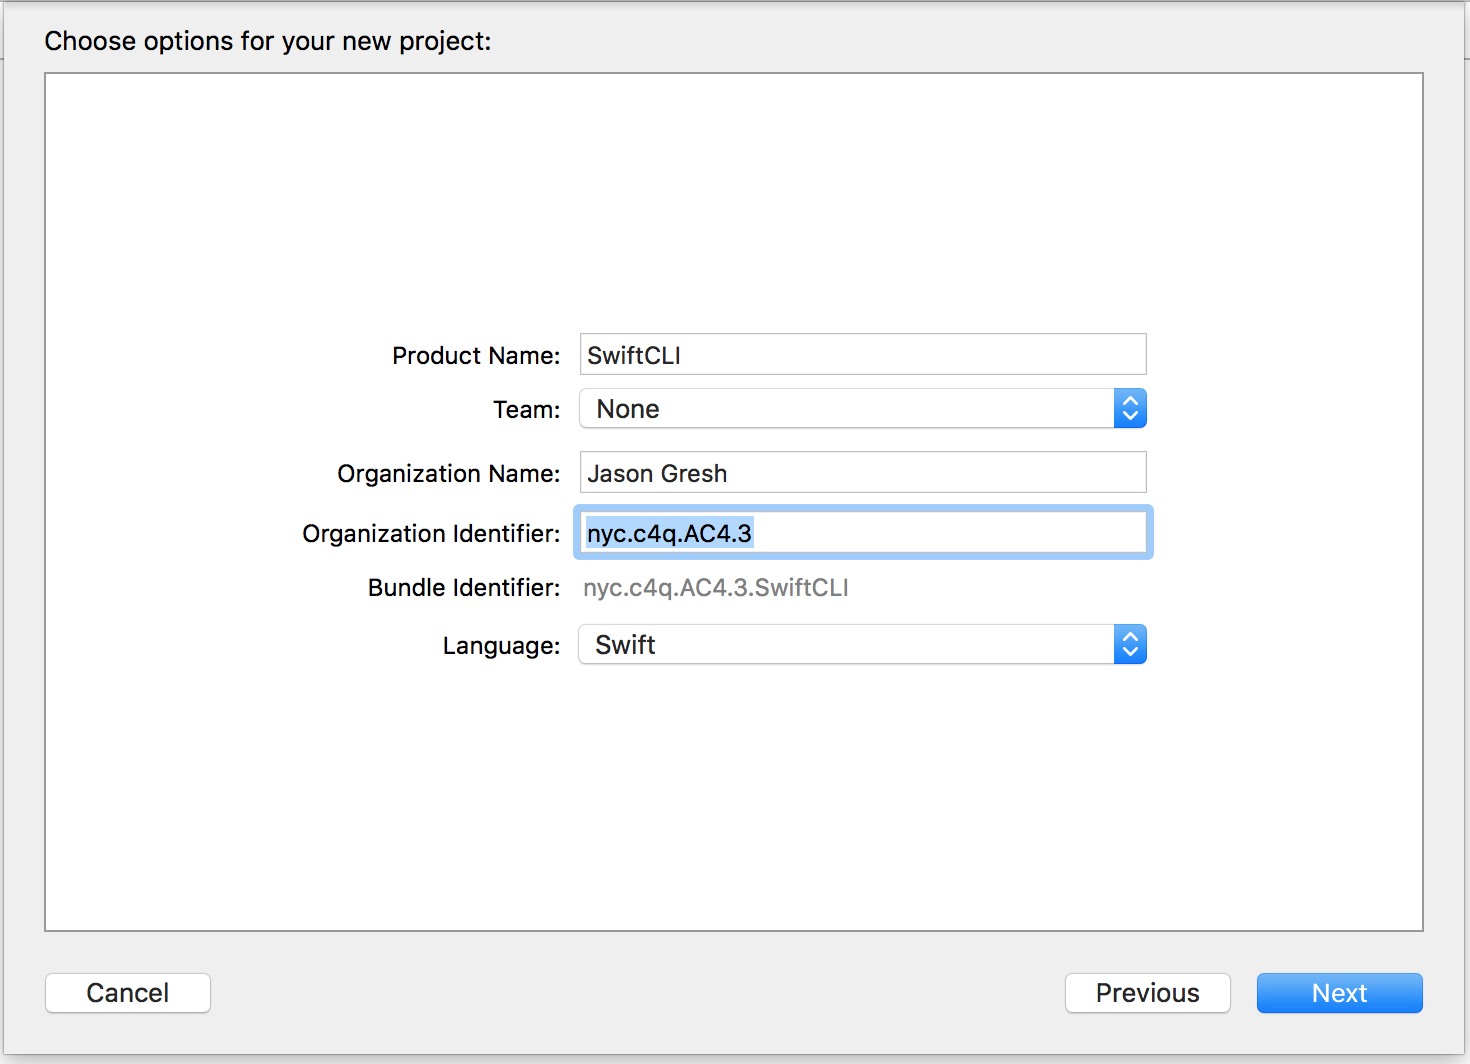 Choose options for your new project:
Product Name: SwiftCLI
Team: None
Organization Name: Jason Gresh
Organization Identifier: nyc.c4q.AC4.3
Bundle Identifier: nyc.c4q.AC4.3.SwiftCLI
Language: Swift
Cancel Previous Next